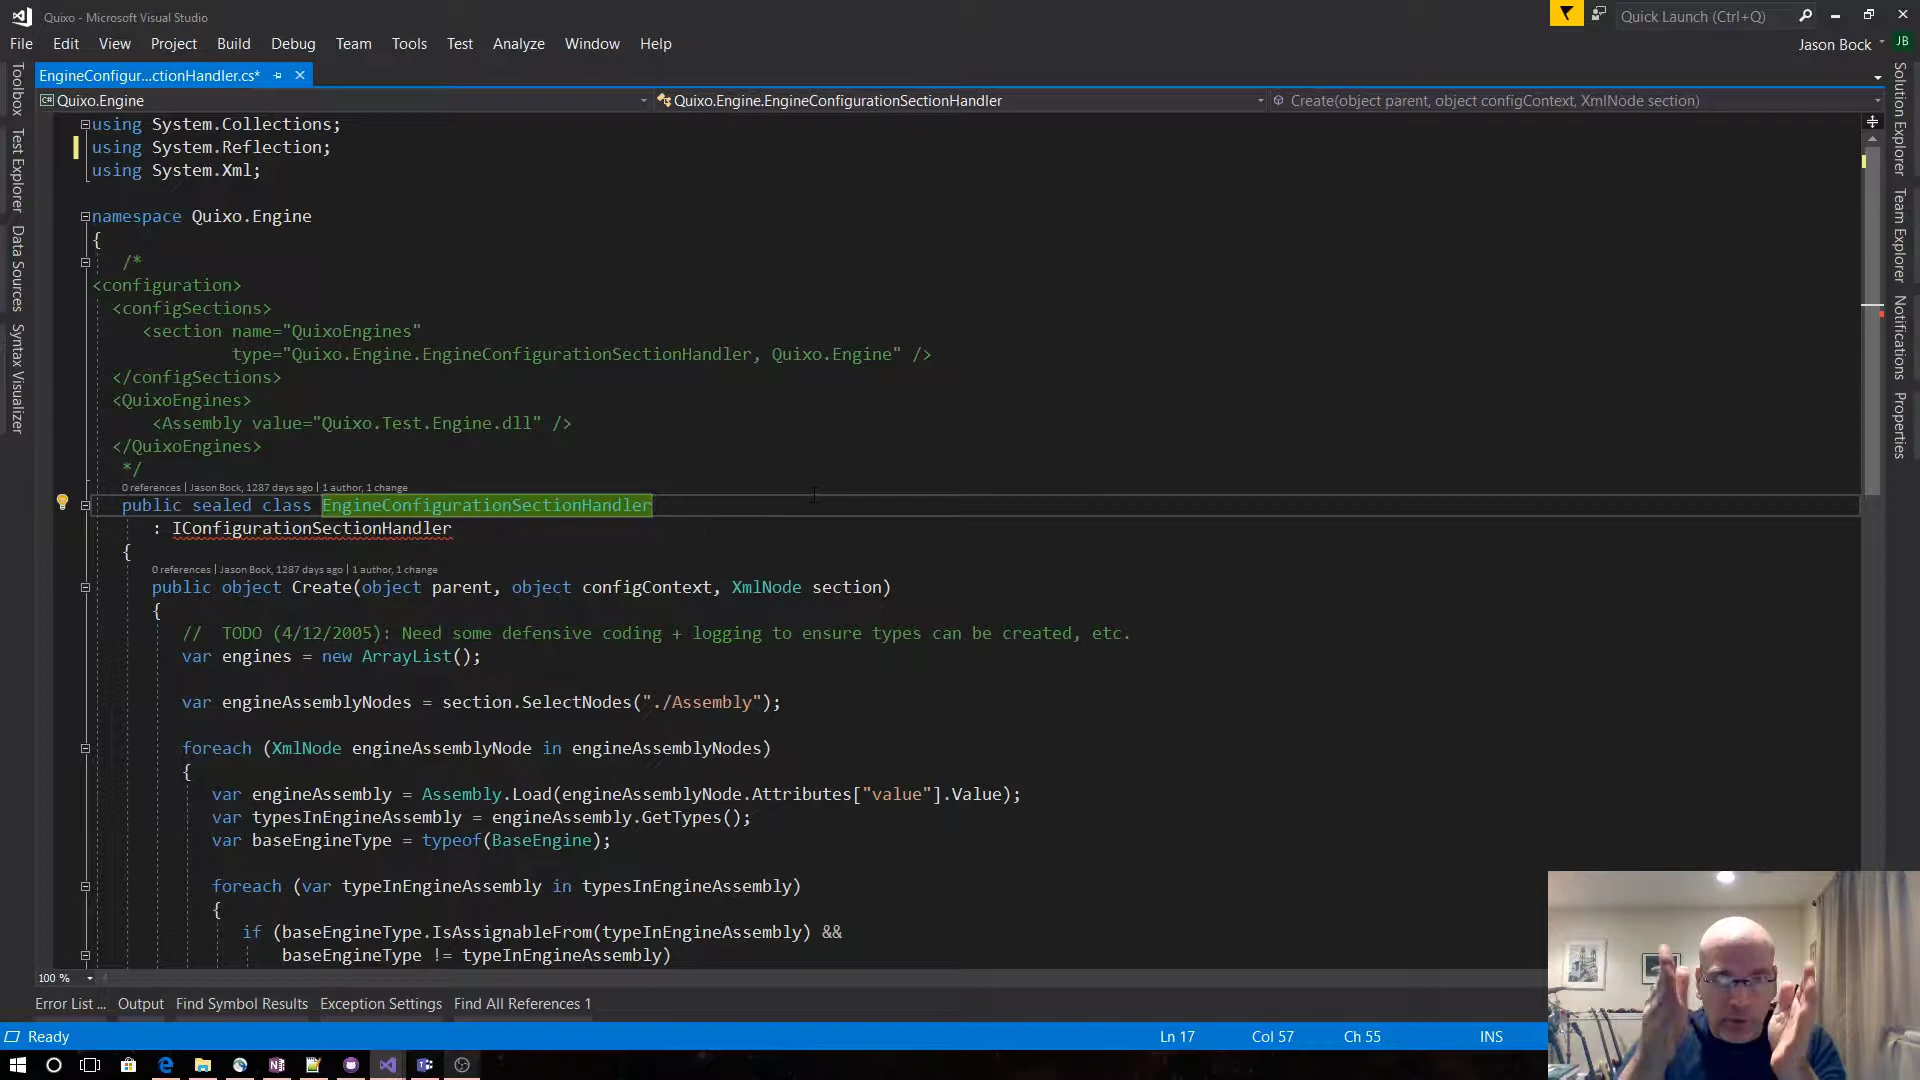 Quixo - Microsoft Visual Studio
Quick Launch (Ctrl+Q)
File Edit View Project Build Debug Team Tools Test Analyze Window Help
Jason Bock JB
EngineConfigur...ctionHandler.cs*
Quixo.Engine
Quixo.Engine.EngineConfigurationSectionHandler
Create(object parent, object configContext, XmlNode section)
Toolbox
Test Explorer
Data Sources
Syntax Visualizer
using System.Collections;
using System.Reflection;
using System.Xml;
namespace Quixo.Engine
{
/*
<configuration>
<configSections>
<section name="QuixoEngines"
type="Quixo.Engine.EngineConfigurationSectionHandler, Quixo.Engine" />
</configSections>
<QuixoEngines>
<Assembly value="Quixo.Test.Engine.dll" />
</QuixoEngines>
*/
0 references | Jason Bock, 1287 days ago | 1 author, 1 change
public sealed class EngineConfigurationSectionHandler
: IConfigurationSectionHandler
{
0 references | Jason Bock, 1287 days ago | 1 author, 1 change
public object Create(object parent, object configContext, XmlNode section)
{
// TODO (4/12/2005): Need some defensive coding + logging to ensure types can be created, etc.
var engines = new ArrayList();
var engineAssemblyNodes = section.SelectNodes("./Assembly");
foreach (XmlNode engineAssemblyNode in engineAssemblyNodes)
{
var engineAssembly = Assembly.Load(engineAssemblyNode.Attributes["value"].Value);
var typesInEngineAssembly = engineAssembly.GetTypes();
var baseEngineType = typeof(BaseEngine);
foreach (var typeInEngineAssembly in typesInEngineAssembly)
{
if (baseEngineType.IsAssignableFrom(typeInEngineAssembly) &&
baseEngineType != typeInEngineAssembly)
Solution Explorer
Team Explorer
Notifications
Properties
100 %
Error List ... Output Find Symbol Results Exception Settings Find All References 1
Ready
Ln 17 Col 57 Ch 55 INS